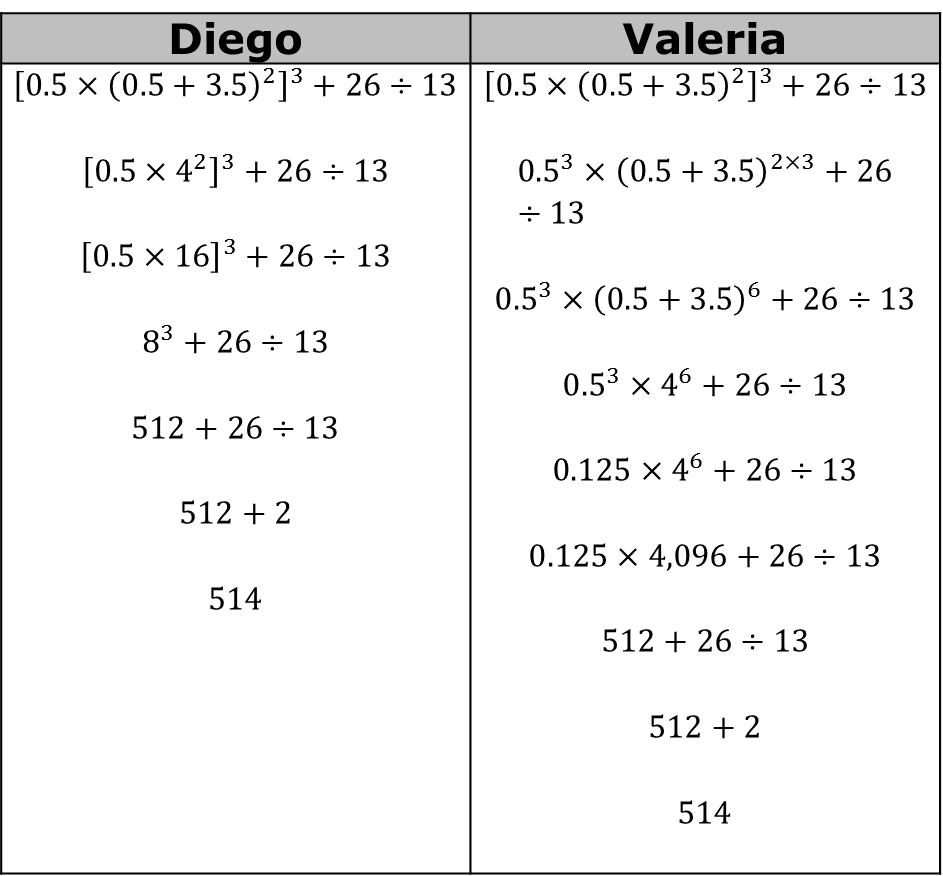 Diego
[0.5 × (0.5 + 3.5)²]³ + 26 ÷ 13
[0.5 × 4²]³ + 26 ÷ 13
[0.5 × 16]³ + 26 ÷ 13
8³ + 26 ÷ 13
512 + 26 ÷ 13
512 + 2
514
Valeria
[0.5 × (0.5 + 3.5)²]³ + 26 ÷ 13
0.5³ × (0.5 + 3.5)²ˣ³ + 26
÷ 13
0.5³ × (0.5 + 3.5)⁶ + 26 ÷ 13
0.5³ × 4⁶ + 26 ÷ 13
0.125 × 4⁶ + 26 ÷ 13
0.125 × 4,096 + 26 ÷ 13
512 + 26 ÷ 13
512 + 2
514